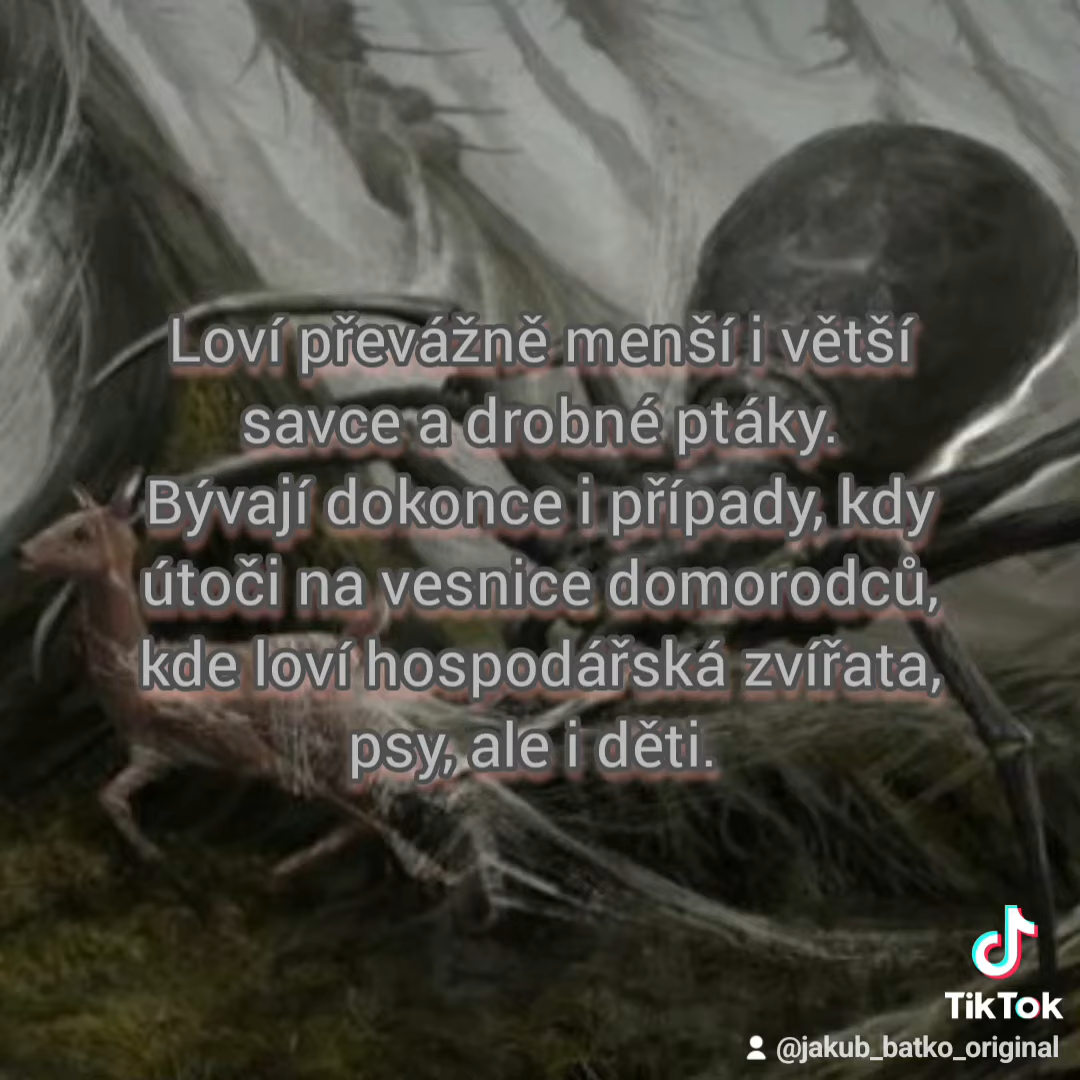 Loví převážně menší i větší
savce a drobné ptáky.
Bývají dokonce i případy, kdy
útoči na vesnice domorodců,
kde loví hospodářská zvířata,
psy, ale i děti.
TikTok
@jakub_batko_original